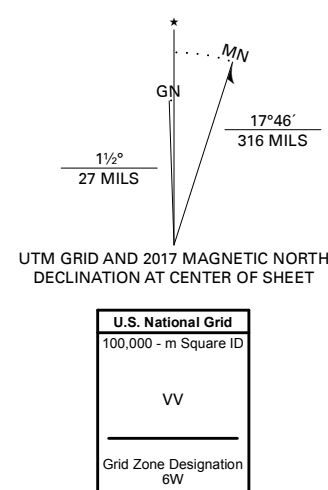 ★
MN
GN
17°46´
316 MILS
1½°
27 MILS
UTM GRID AND 2017 MAGNETIC NORTH
DECLINATION AT CENTER OF SHEET
U.S. National Grid
100,000 - m Square ID
VV
Grid Zone Designation
6W